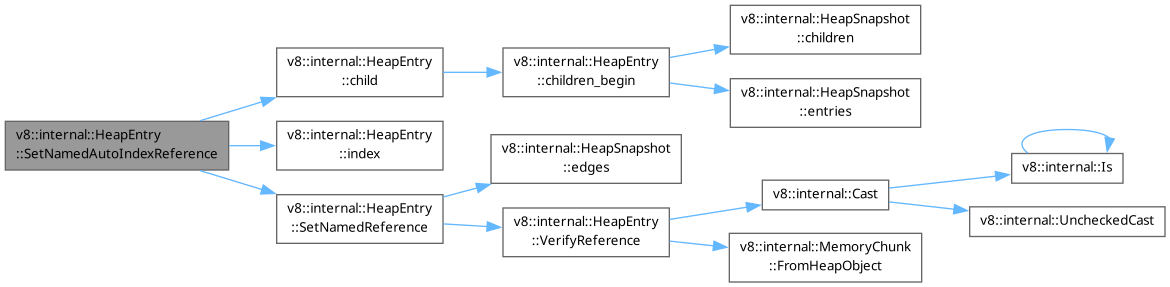 v8::internal::HeapEntry
::SetNamedAutoIndexReference
v8::internal::HeapEntry
::child
v8::internal::HeapEntry
::index
v8::internal::HeapEntry
::SetNamedReference
v8::internal::HeapEntry
::children_begin
v8::internal::HeapSnapshot
::edges
v8::internal::HeapEntry
::VerifyReference
v8::internal::HeapSnapshot
::children
v8::internal::HeapSnapshot
::entries
v8::internal::Cast
v8::internal::MemoryChunk
::FromHeapObject
v8::internal::Is
v8::internal::UncheckedCast